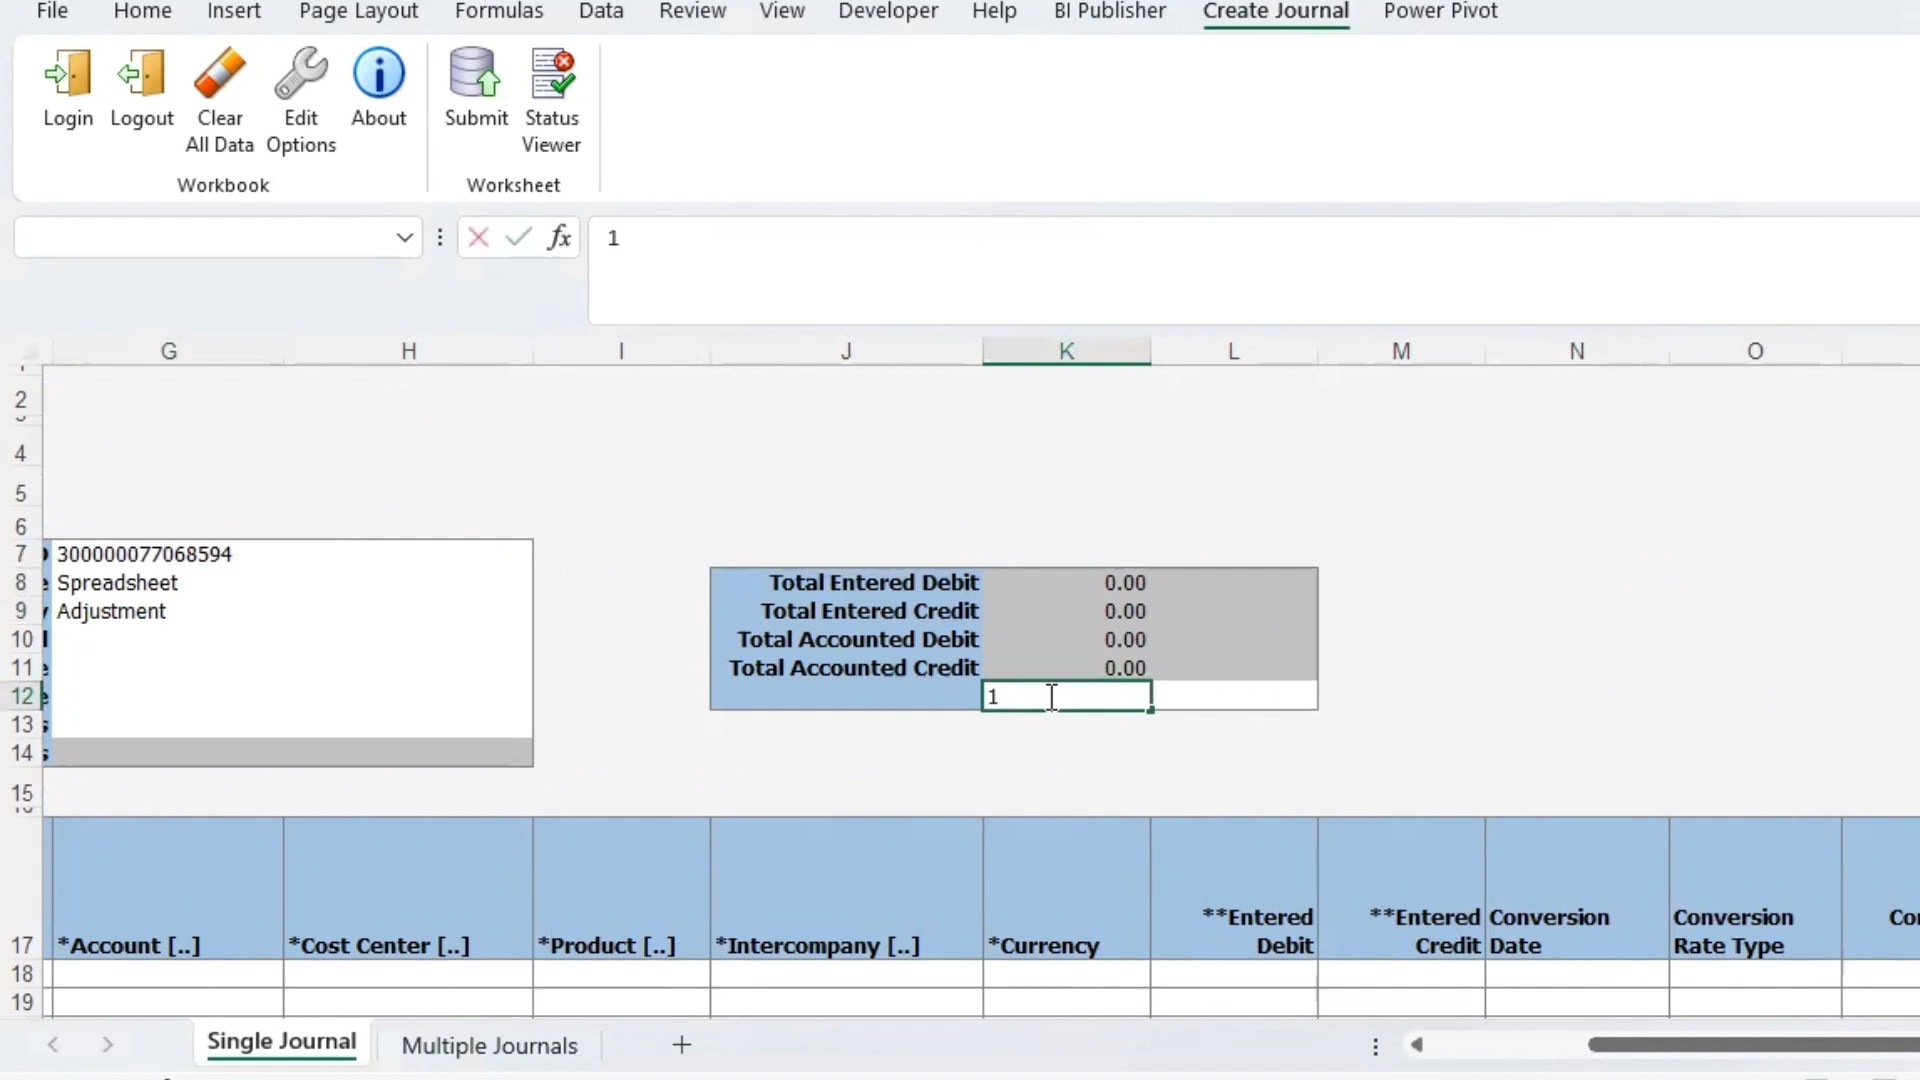 File Home Insert Page Layout Formulas Data Review View Developer Help BI Publisher Create Journal Power Pivot
Login Logout Clear All Data Edit Options About Submit Status Viewer
Workbook Worksheet
fx 1
G H I J K L M N O
2
4
5
6
7 300000077068594
8 e Spreadsheet Total Entered Debit 0.00
9 y Adjustment Total Entered Credit 0.00
10 l Total Accounted Debit 0.00
11 e Total Accounted Credit 0.00
12 e 1
13 s
14 s
15
17 *Account [..] *Cost Center [..] *Product [..] *Intercompany [..] *Currency **Entered Debit **Entered Credit Conversion Date Conversion Rate Type Co
18
19
Single Journal Multiple Journals +